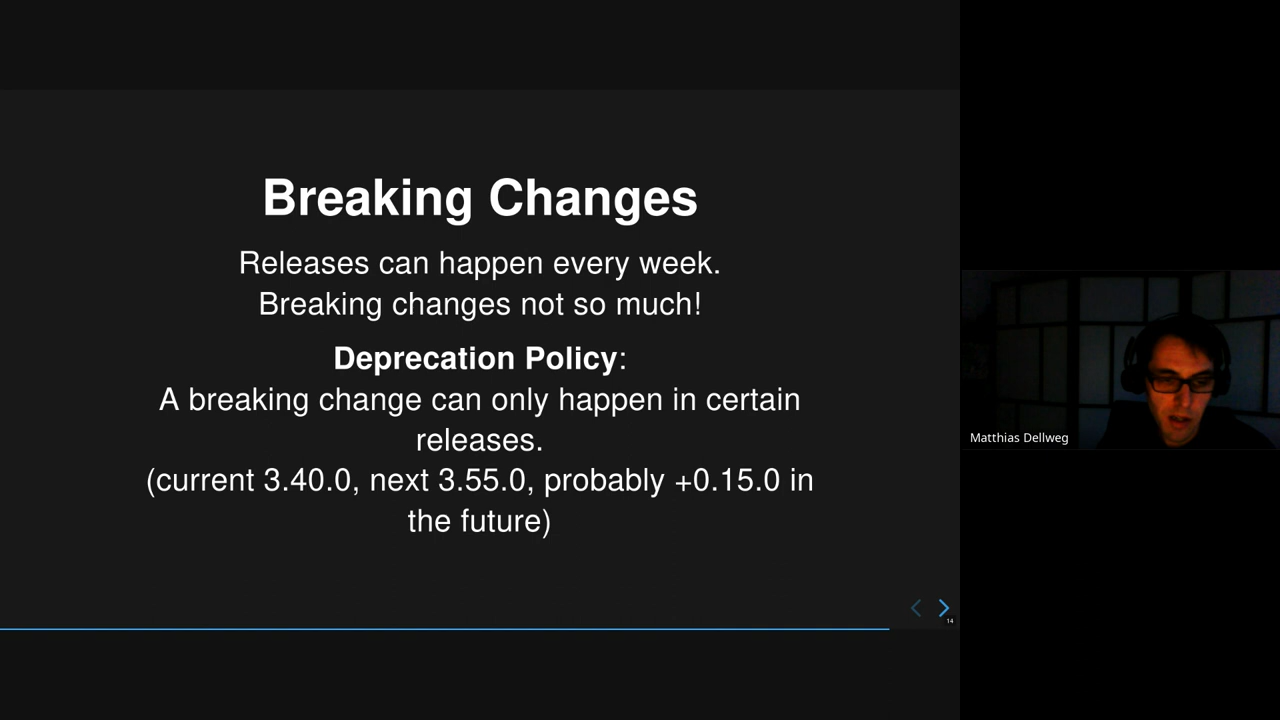 Breaking Changes
Releases can happen every week.
Breaking changes not so much!
Deprecation Policy:
A breaking change can only happen in certain
releases.
(current 3.40.0, next 3.55.0, probably +0.15.0 in
the future)
14
Matthias Dellweg